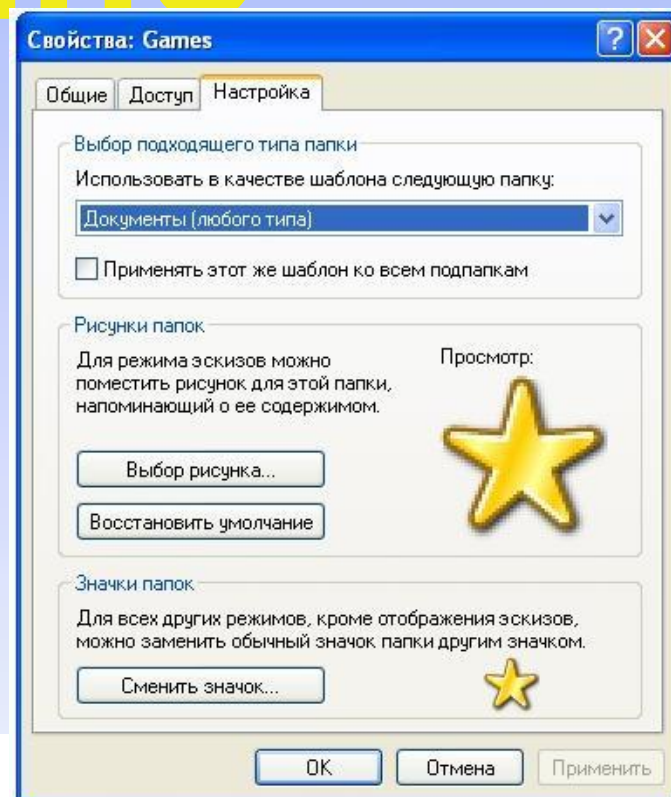 Свойства: Games
Общие Доступ Настройка
Выбор подходящего типа папки
Использовать в качестве шаблона следующую папку:
Документы (любого типа)
Применять этот же шаблон ко всем подпапкам
Рисунки папок
Для режима эскизов можно
поместить рисунок для этой папки,
напоминающий о ее содержимом.
Просмотр:
Выбор рисунка...
Восстановить умолчание
Значки папок
Для всех других режимов, кроме отображения эскизов,
можно заменить обычный значок папки другим значком.
Сменить значок...
OK Отмена Применить